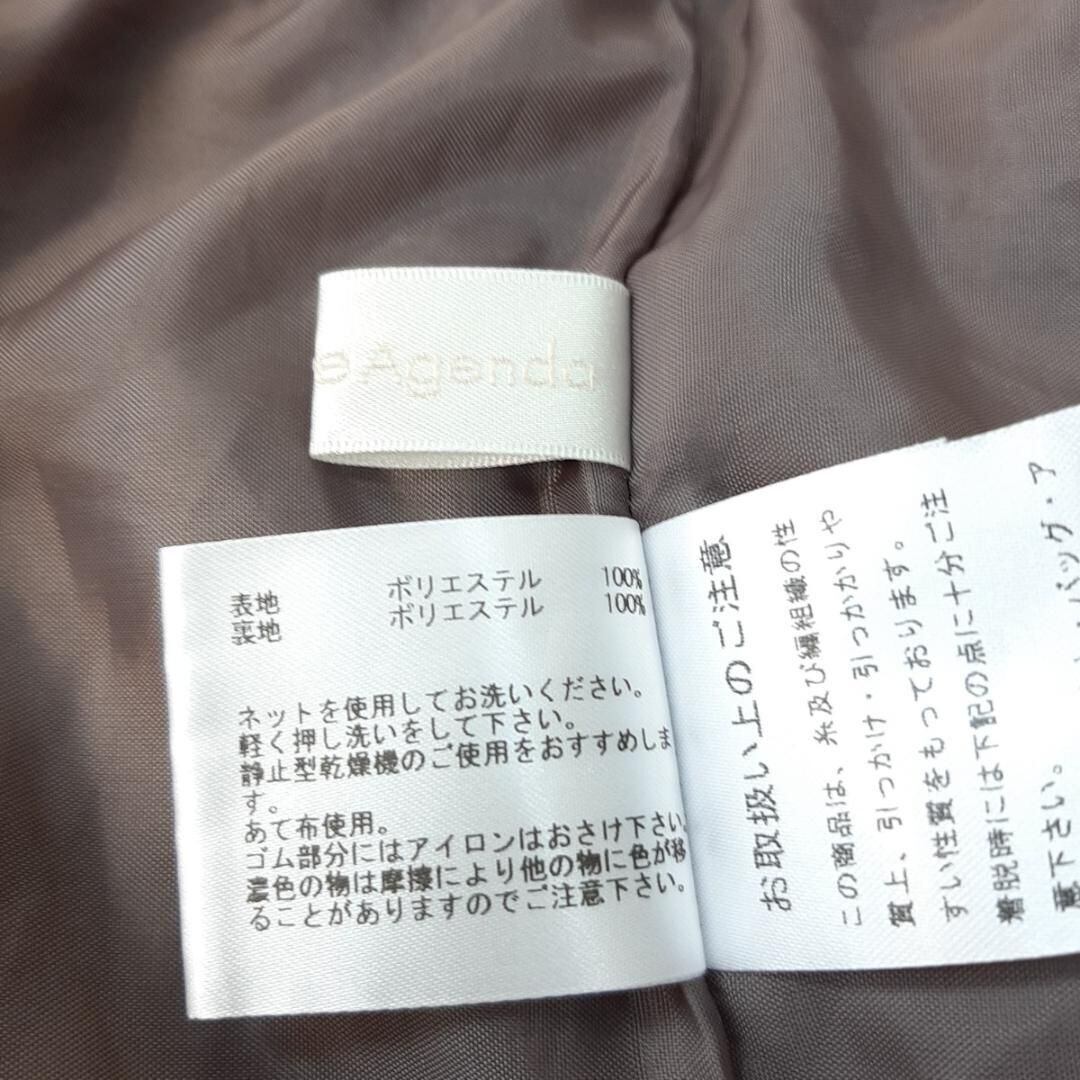 e Agenda
表地 ポリエステル 100%
裏地 ポリエステル 100%
ネットを使用してお洗いください。
軽く押し洗いをして下さい。
静止型乾燥機のご使用をおすすめしま
す。
あて布使用。
ゴム部分にはアイロンはおさけ下さい。
濃色の物は摩擦により他の物に色が移
ることがありますのでご注意下さい。
お取扱い上のご注意
この商品は、糸及び編組織の性
質上、引っかけ・引っかかりや
すい性質をもっております。
着脱時には下記の点に十分ご注
意下さい。
バッグ・ア